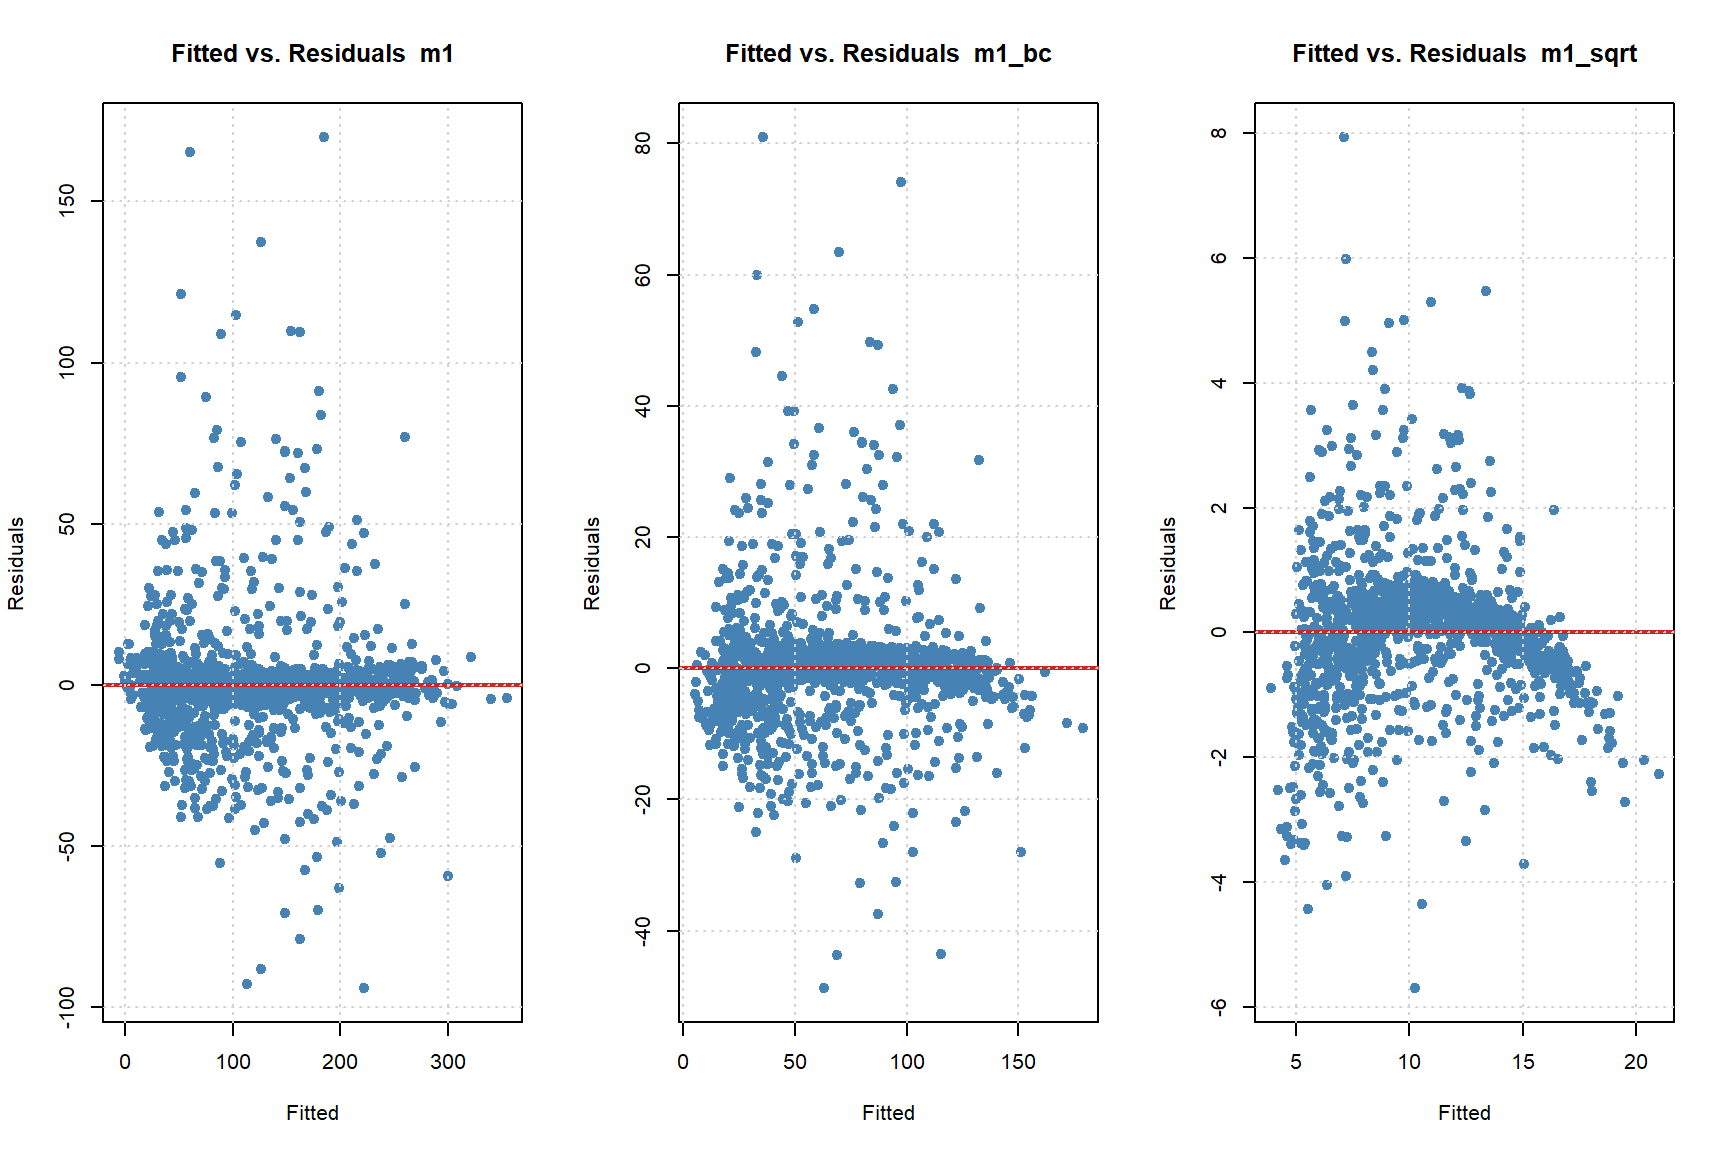 Fitted vs. Residuals  m1
Residuals
150
100
50
0
-50
-100
0 100 200 300
Fitted
Fitted vs. Residuals  m1_bc
Residuals
80
60
40
20
0
-20
-40
0 50 100 150
Fitted
Fitted vs. Residuals  m1_sqrt
Residuals
8
6
4
2
0
-2
-4
-6
5 10 15 20
Fitted